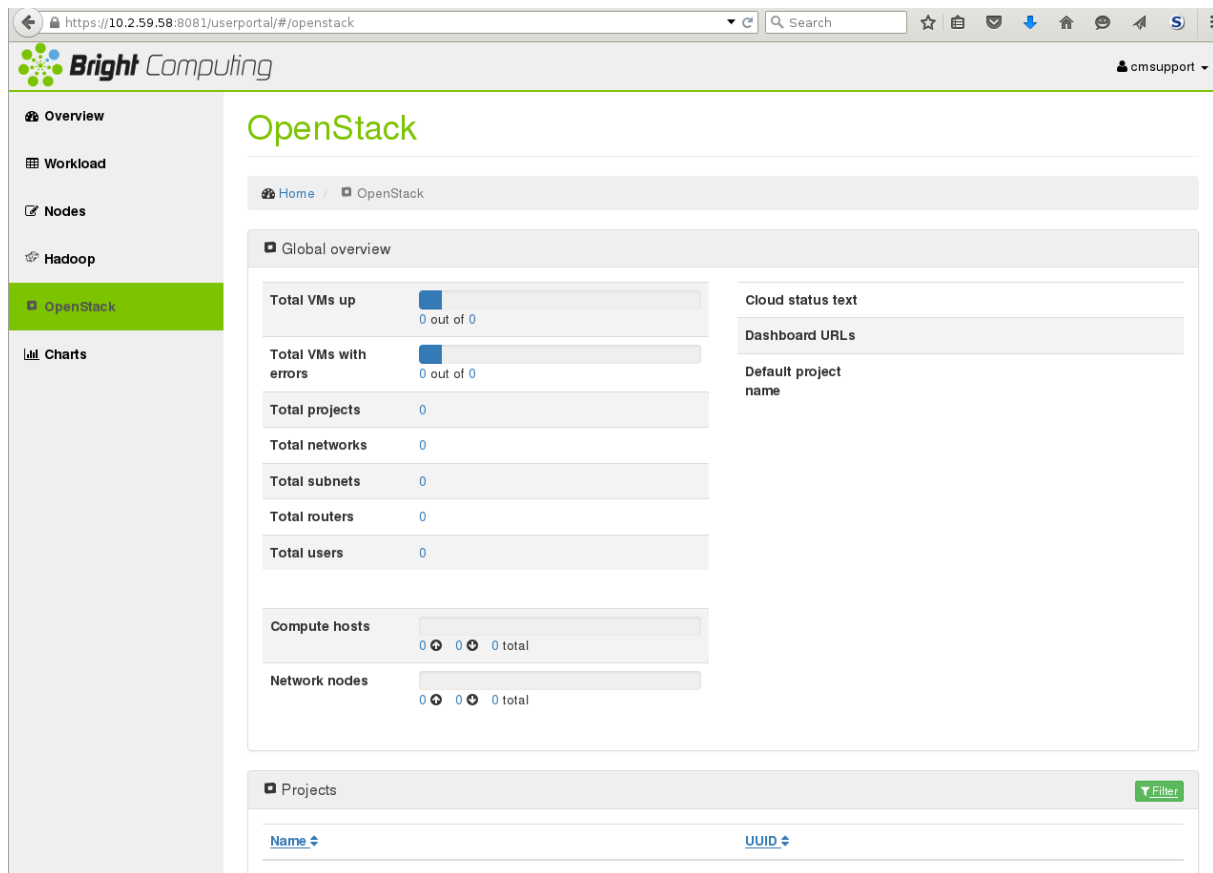 https://10.2.59.58:8081/userportal/#/openstack
Search
S)
Bright Computing
cmsupport
Overview
Workload
Nodes
Hadoop
OpenStack
Charts
OpenStack
Home / OpenStack
Global overview
Total VMs up
0 out of 0
Total VMs with
errors
0 out of 0
Total projects 0
Total networks 0
Total subnets 0
Total routers 0
Total users 0
Compute hosts
0 0 0 total
Network nodes
0 0 0 total
Cloud status text
Dashboard URLs
Default project
name
Projects
Filter
Name UUID